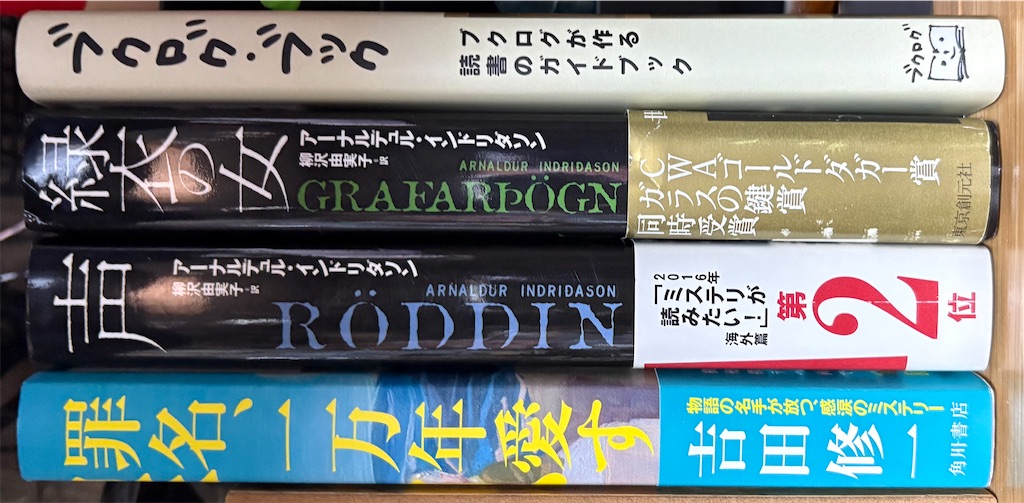 ブクログ・ブック
ブクログが作る
読書のガイドブック
ブクログ
緑衣の女
アーナルデュル・インドリダソン
柳沢由実子 訳
ARNALDUR INDRIÐASON
GRAFARÞÖGN
CWAゴールドダガー賞
ガラスの鍵賞
同時受賞
東京創元社
声
アーナルデュル・インドリダソン
柳沢由実子 訳
ARNALDUR INDRIÐASON
RÖDDIN
2016年
「ミステリが
読みたい!」
海外篇
第2位
罪名、一万年愛す
物語の名手が放つ、感涙のミステリー
吉田修一
角川書店